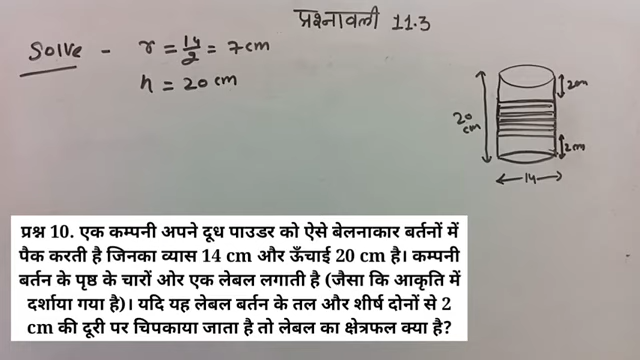 प्रश्नावली 11.3
Solve - r = 14/2 = 7 cm
h = 20 cm
20 cm
2cm
2cm
14
प्रश्न 10. एक कम्पनी अपने दूध पाउडर को ऐसे बेलनाकार बर्तनों में
पैक करती है जिनका व्यास 14 cm और ऊँचाई 20 cm है। कम्पनी
बर्तन के पृष्ठ के चारों ओर एक लेबल लगाती है (जैसा कि आकृति में
दर्शाया गया है)। यदि यह लेबल बर्तन के तल और शीर्ष दोनों से 2
cm की दूरी पर चिपकाया जाता है तो लेबल का क्षेत्रफल क्या है?